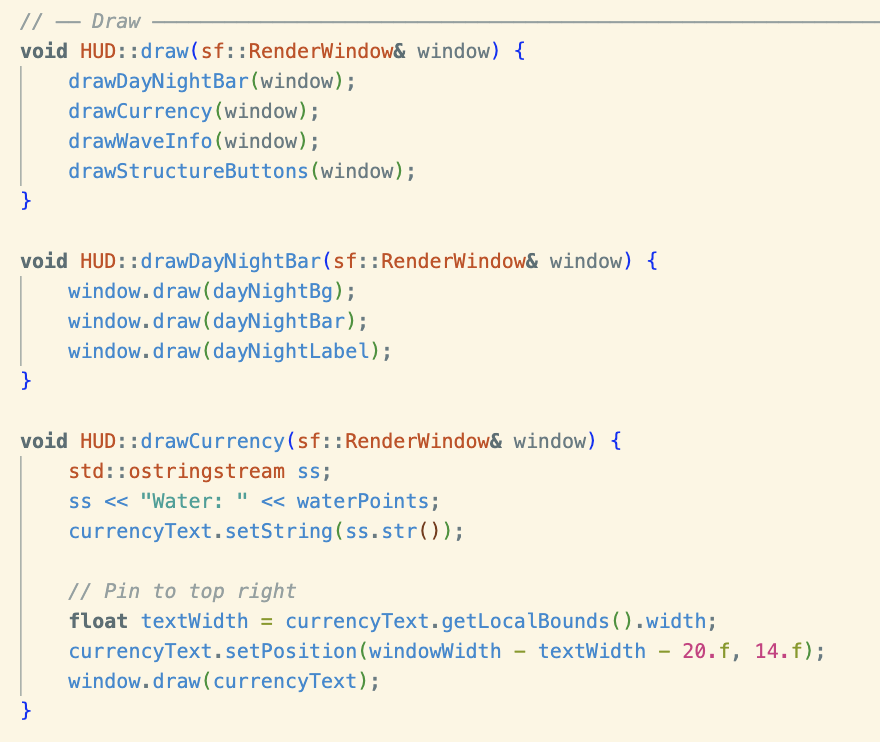 // —— Draw ——————————————————————————————
void HUD::draw(sf::RenderWindow& window) {
    drawDayNightBar(window);
    drawCurrency(window);
    drawWaveInfo(window);
    drawStructureButtons(window);
}

void HUD::drawDayNightBar(sf::RenderWindow& window) {
    window.draw(dayNightBg);
    window.draw(dayNightBar);
    window.draw(dayNightLabel);
}

void HUD::drawCurrency(sf::RenderWindow& window) {
    std::ostringstream ss;
    ss << "Water: " << waterPoints;
    currencyText.setString(ss.str());

    // Pin to top right
    float textWidth = currencyText.getLocalBounds().width;
    currencyText.setPosition(windowWidth - textWidth - 20.f, 14.f);
    window.draw(currencyText);
}